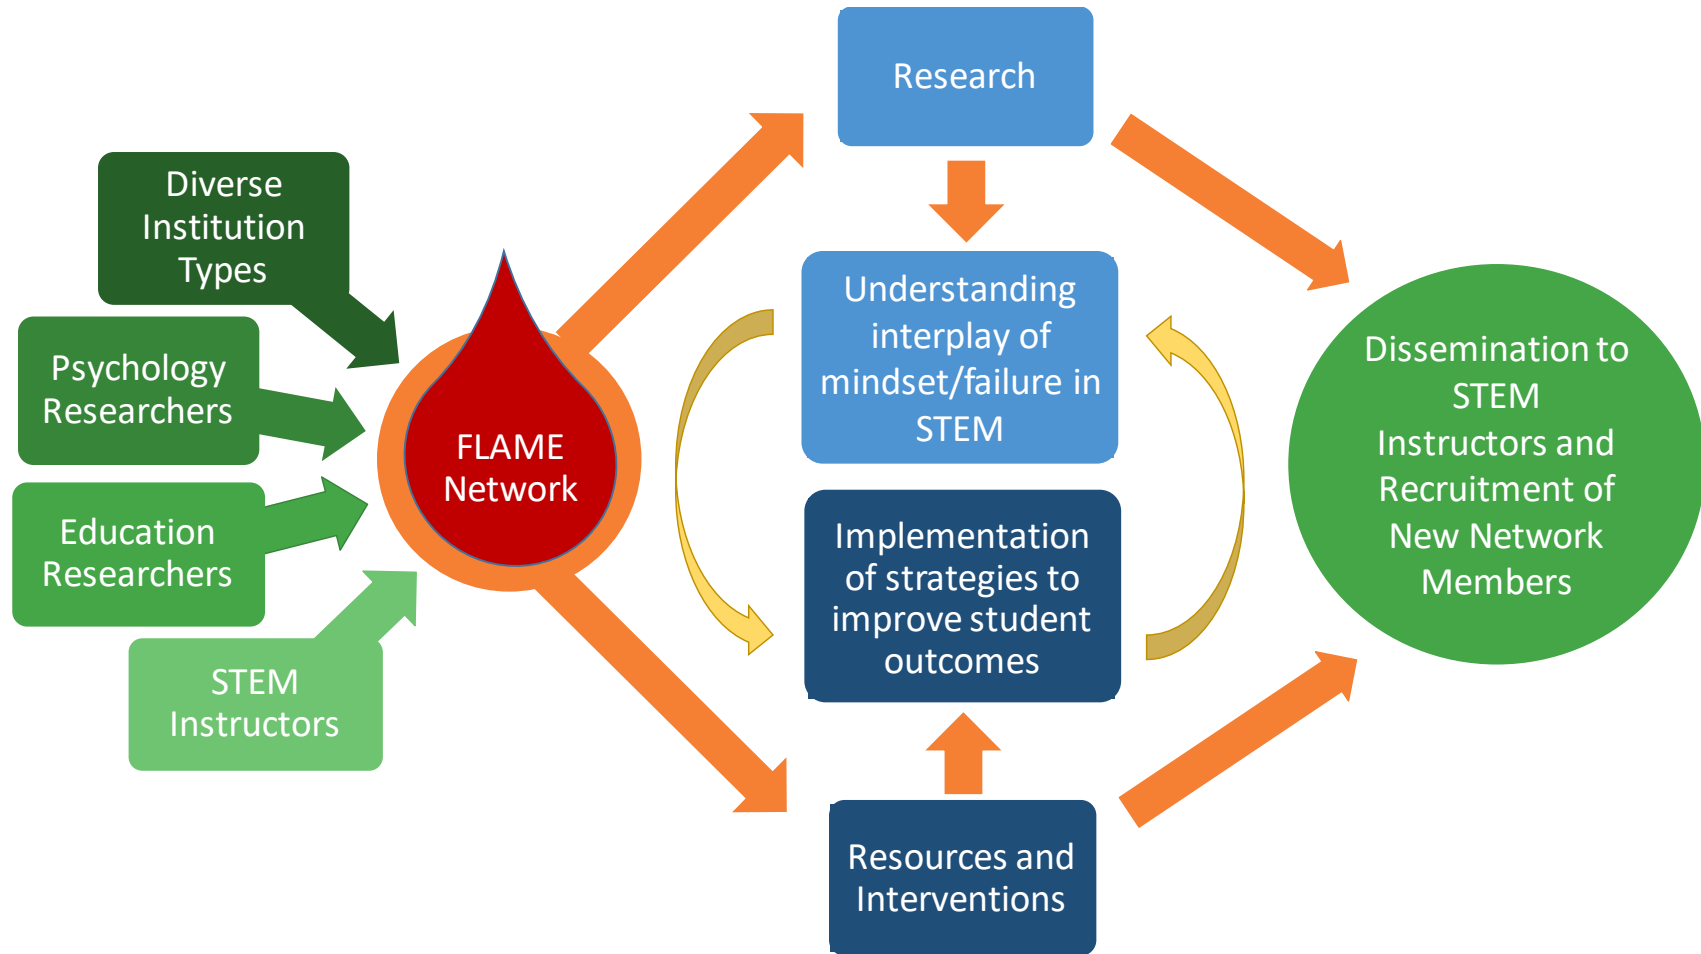 Research
Diverse
Institution
Types
Psychology
Researchers
Education
Researchers
STEM
Instructors
FLAME
Network
Understanding
interplay of
mindset/failure in
STEM
Implementation
of strategies to
improve student
outcomes
Resources and
Interventions
Dissemination to
STEM
Instructors and
Recruitment of
New Network
Members